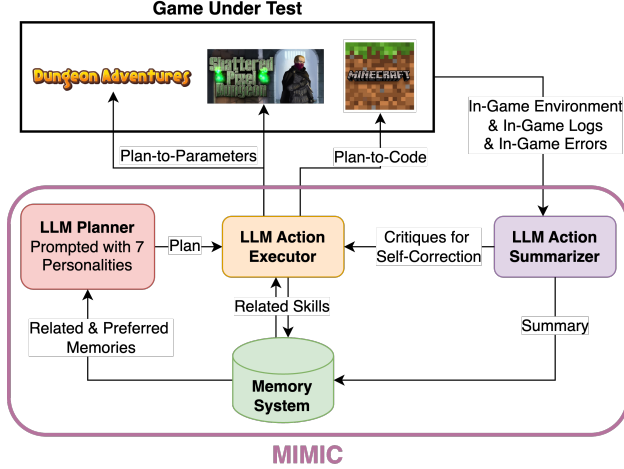 Game Under Test
Dungeon Adventures
Shattered
Pixel
Dungeon
MINECRAFT
In-Game Environment
& In-Game Logs
& In-Game Errors
Plan-to-Parameters
Plan-to-Code
LLM Planner
Prompted with 7
Personalities
Plan
LLM Action
Executor
Critiques for
Self-Correction
LLM Action
Summarizer
Related Skills
Related & Preferred
Memories
Summary
Memory
System
MIMIC